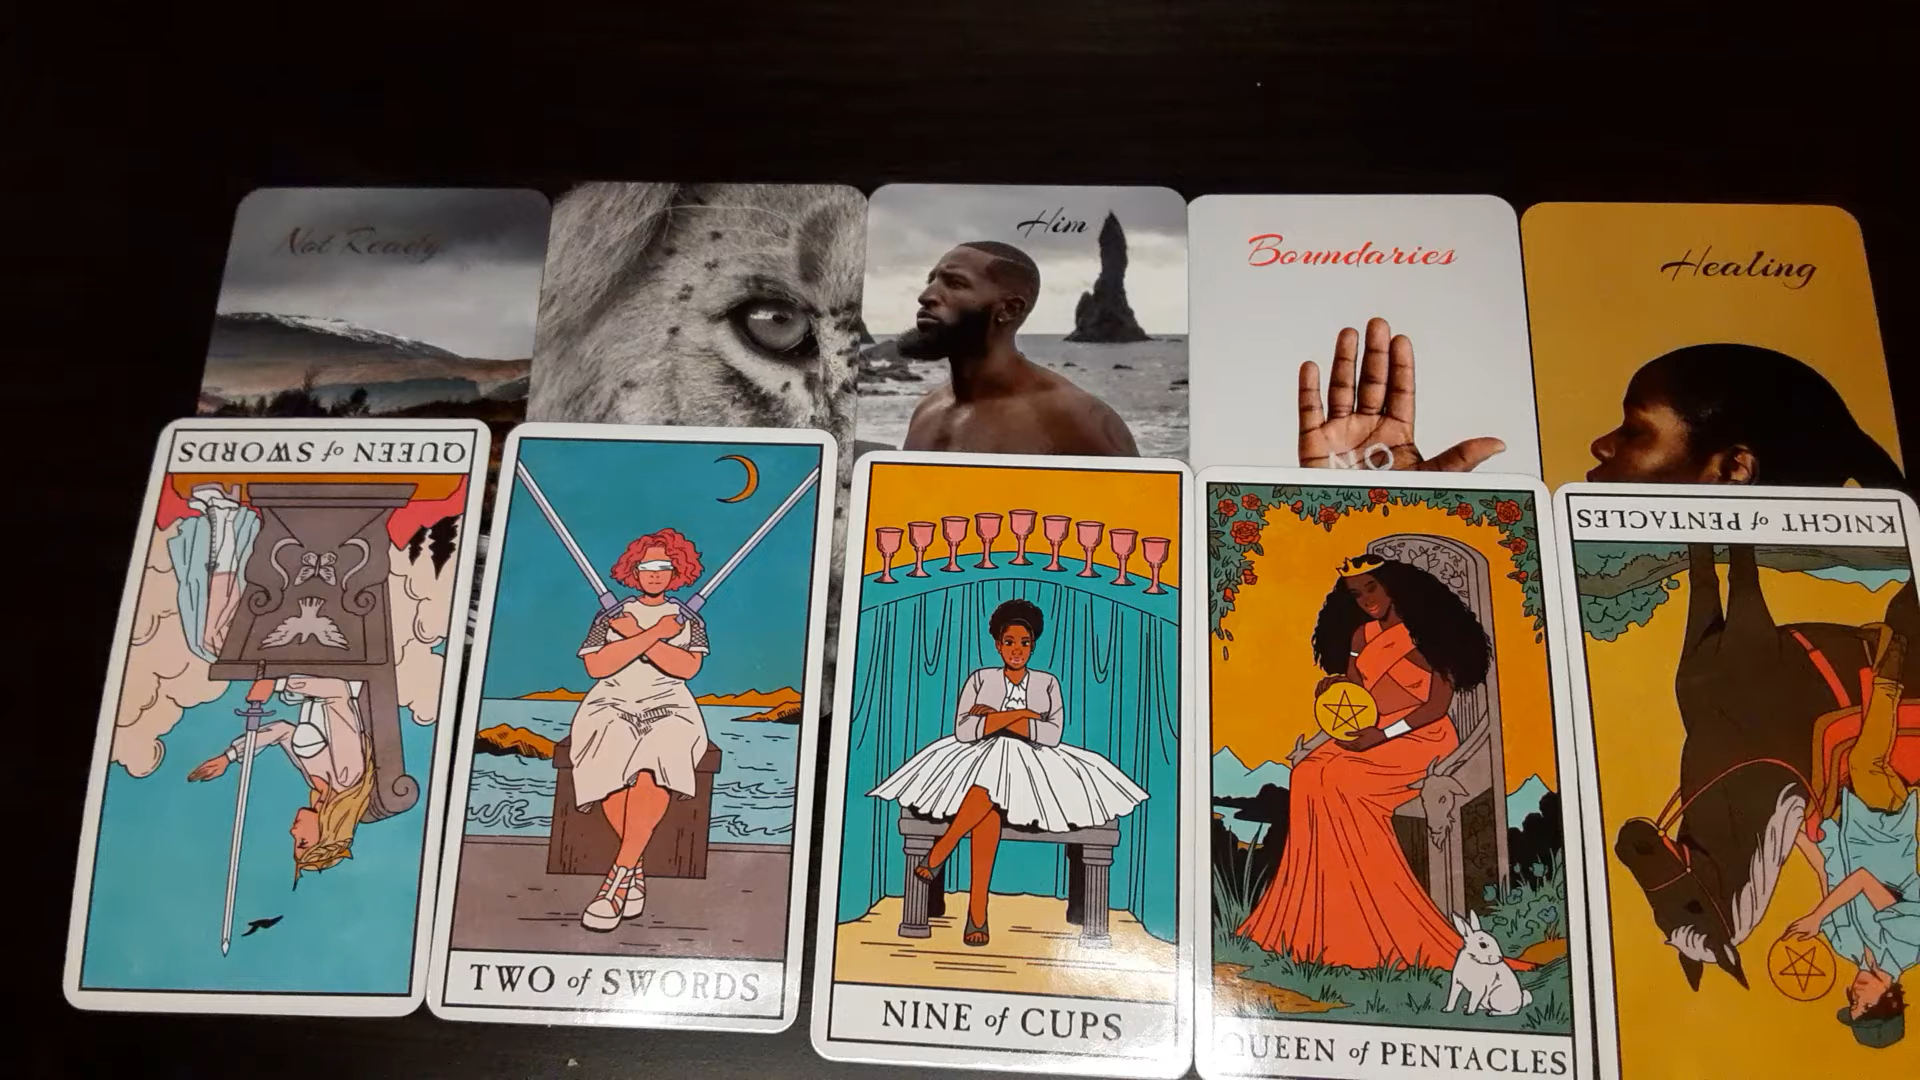 Not Ready
Him
Boundaries
NO
Healing
QUEEN of SWORDS
TWO of SWORDS
NINE of CUPS
QUEEN of PENTACLES
KNIGHT of PENTACLES